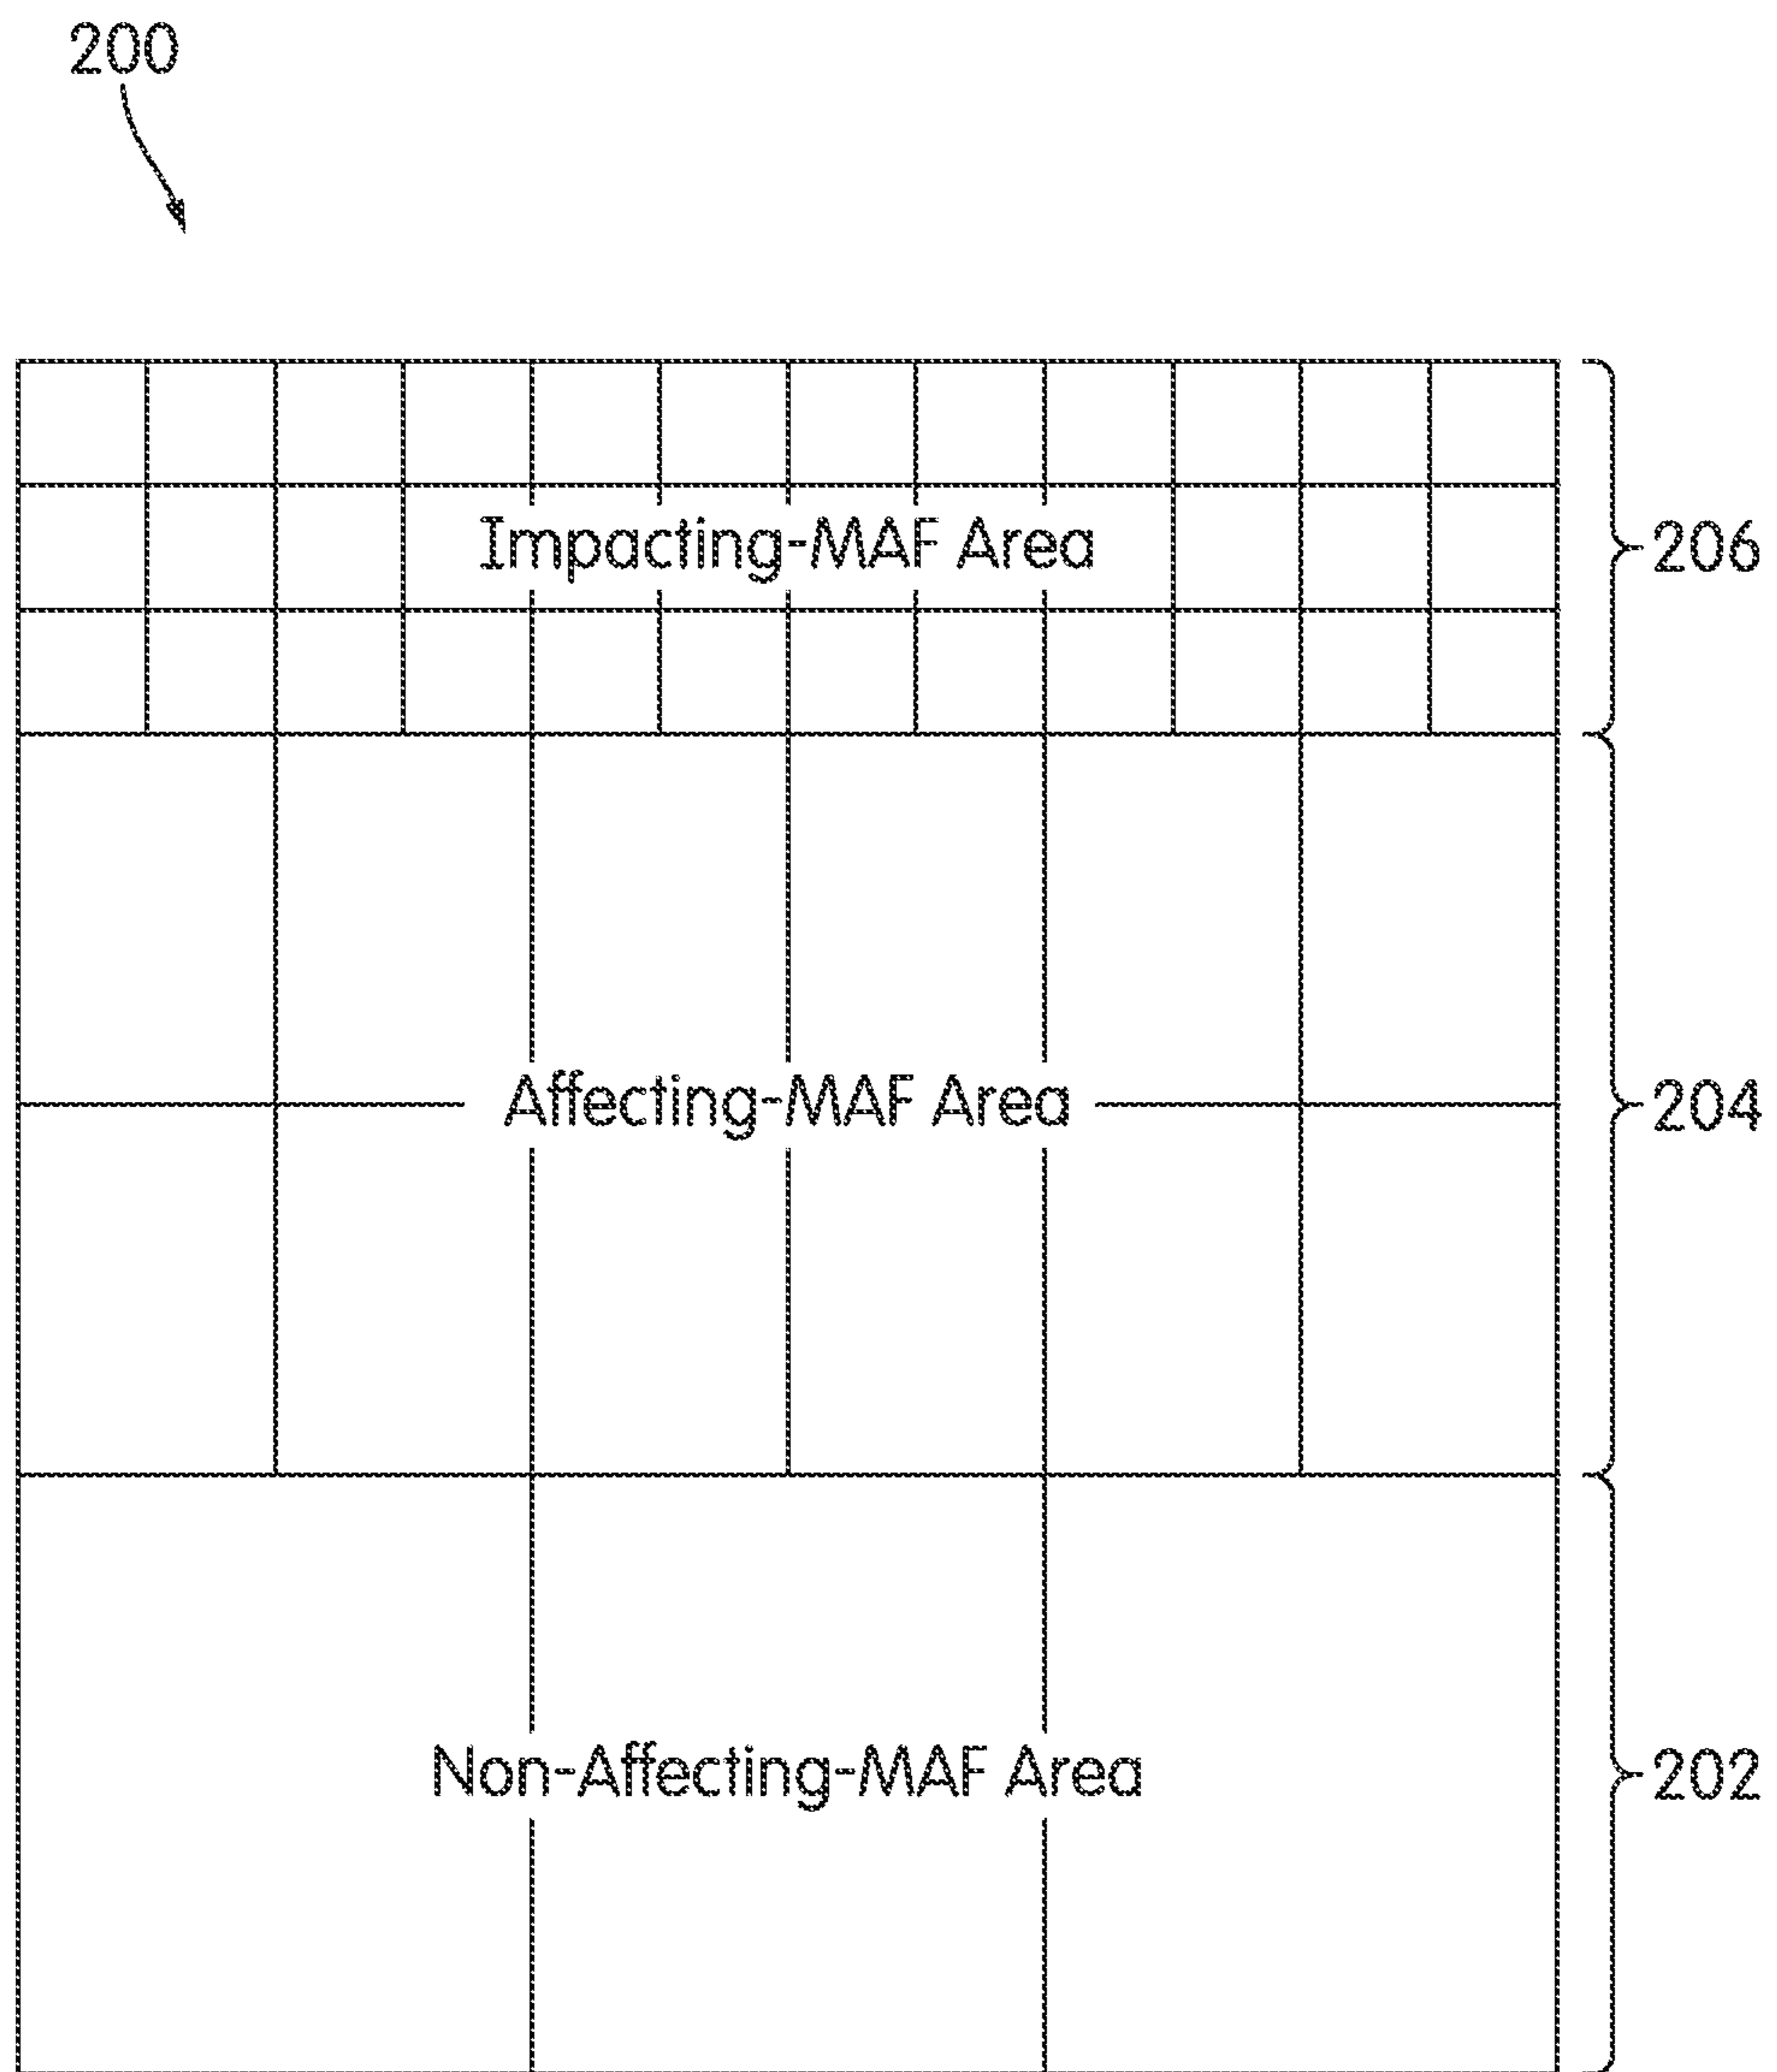 200
Impacting-MAF Area
206
Affecting-MAF Area
204
Non-Affecting-MAF Area
202